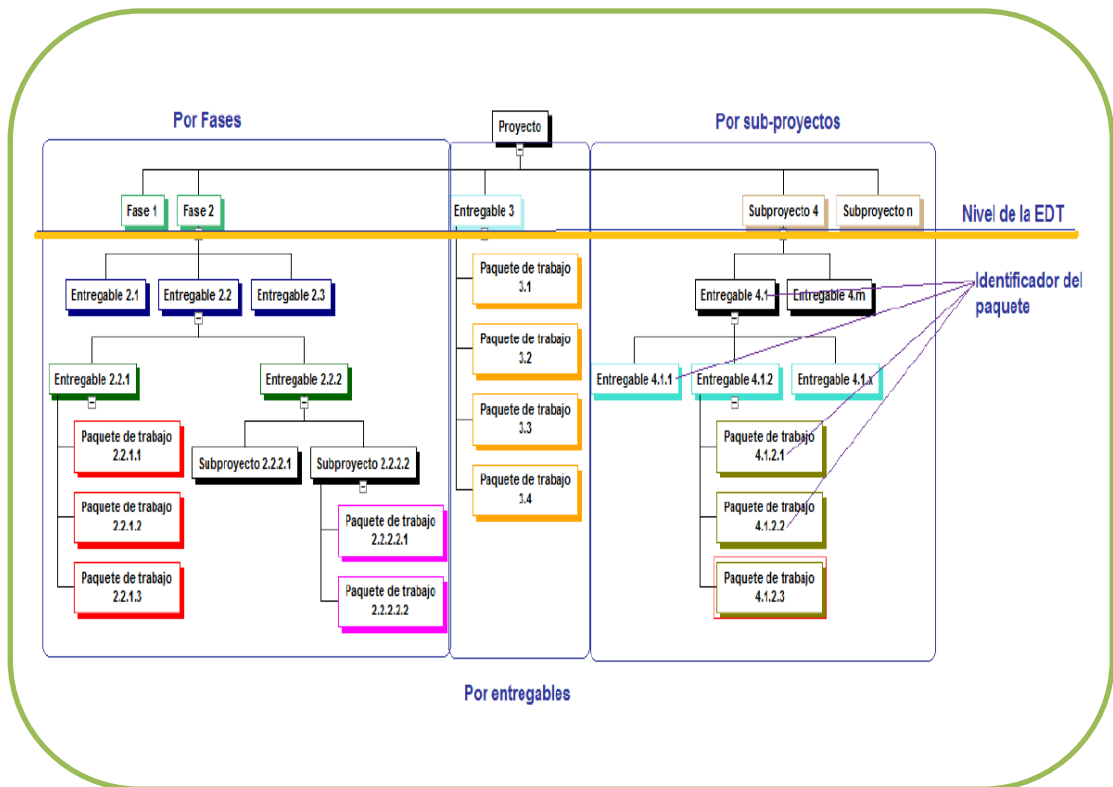 Por Fases
Proyecto
Por sub-proyectos
Fase 1
Fase 2
Entregable 3
Subproyecto 4
Subproyecto n
Nivel de la EDT
Entregable 2.1
Entregable 2.2
Entregable 2.3
Paquete de trabajo
3.1
Entregable 4.1
Entregable 4.m
Identificador del
paquete
Paquete de trabajo
3.2
Entregable 2.2.1
Entregable 2.2.2
Entregable 4.1.1
Entregable 4.1.2
Entregable 4.1.x
Paquete de trabajo
3.3
Paquete de trabajo
2.2.1.1
Subproyecto 2.2.2.1
Subproyecto 2.2.2.2
Paquete de trabajo
3.4
Paquete de trabajo
4.1.2.1
Paquete de trabajo
2.2.1.2
Paquete de trabajo
2.2.2.2.1
Paquete de trabajo
4.1.2.2
Paquete de trabajo
2.2.1.3
Paquete de trabajo
2.2.2.2.2
Paquete de trabajo
4.1.2.3
Por entregables